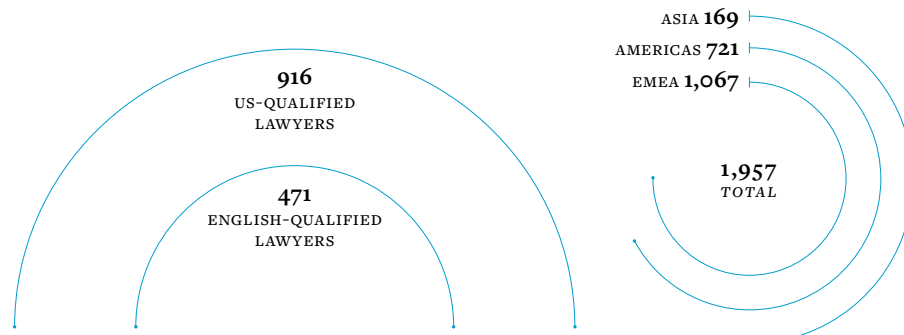 916
US-QUALIFIED
LAWYERS
471
ENGLISH-QUALIFIED
LAWYERS
ASIA 169
AMERICAS 721
EMEA 1,067
1,957
TOTAL